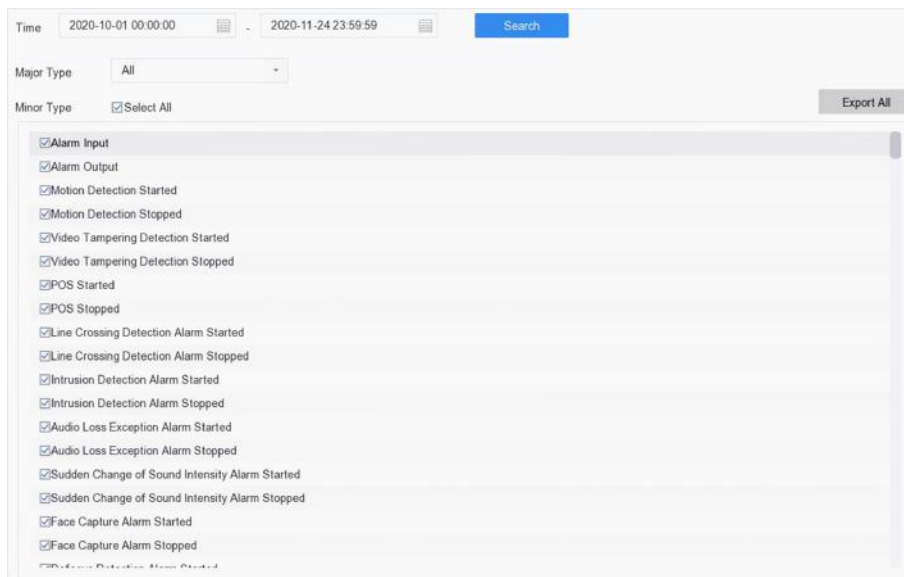 Time 2020-10-01 00:00:00 - 2020-11-24 23:59:59 Search
Major Type All
Minor Type Select All Export All
Alarm Input
Alarm Output
Motion Detection Started
Motion Detection Stopped
Video Tampering Detection Started
Video Tampering Detection Stopped
POS Started
POS Stopped
Line Crossing Detection Alarm Started
Line Crossing Detection Alarm Stopped
Intrusion Detection Alarm Started
Intrusion Detection Alarm Stopped
Audio Loss Exception Alarm Started
Audio Loss Exception Alarm Stopped
Sudden Change of Sound Intensity Alarm Started
Sudden Change of Sound Intensity Alarm Stopped
Face Capture Alarm Started
Face Capture Alarm Stopped
Defocus Detection Alarm Started